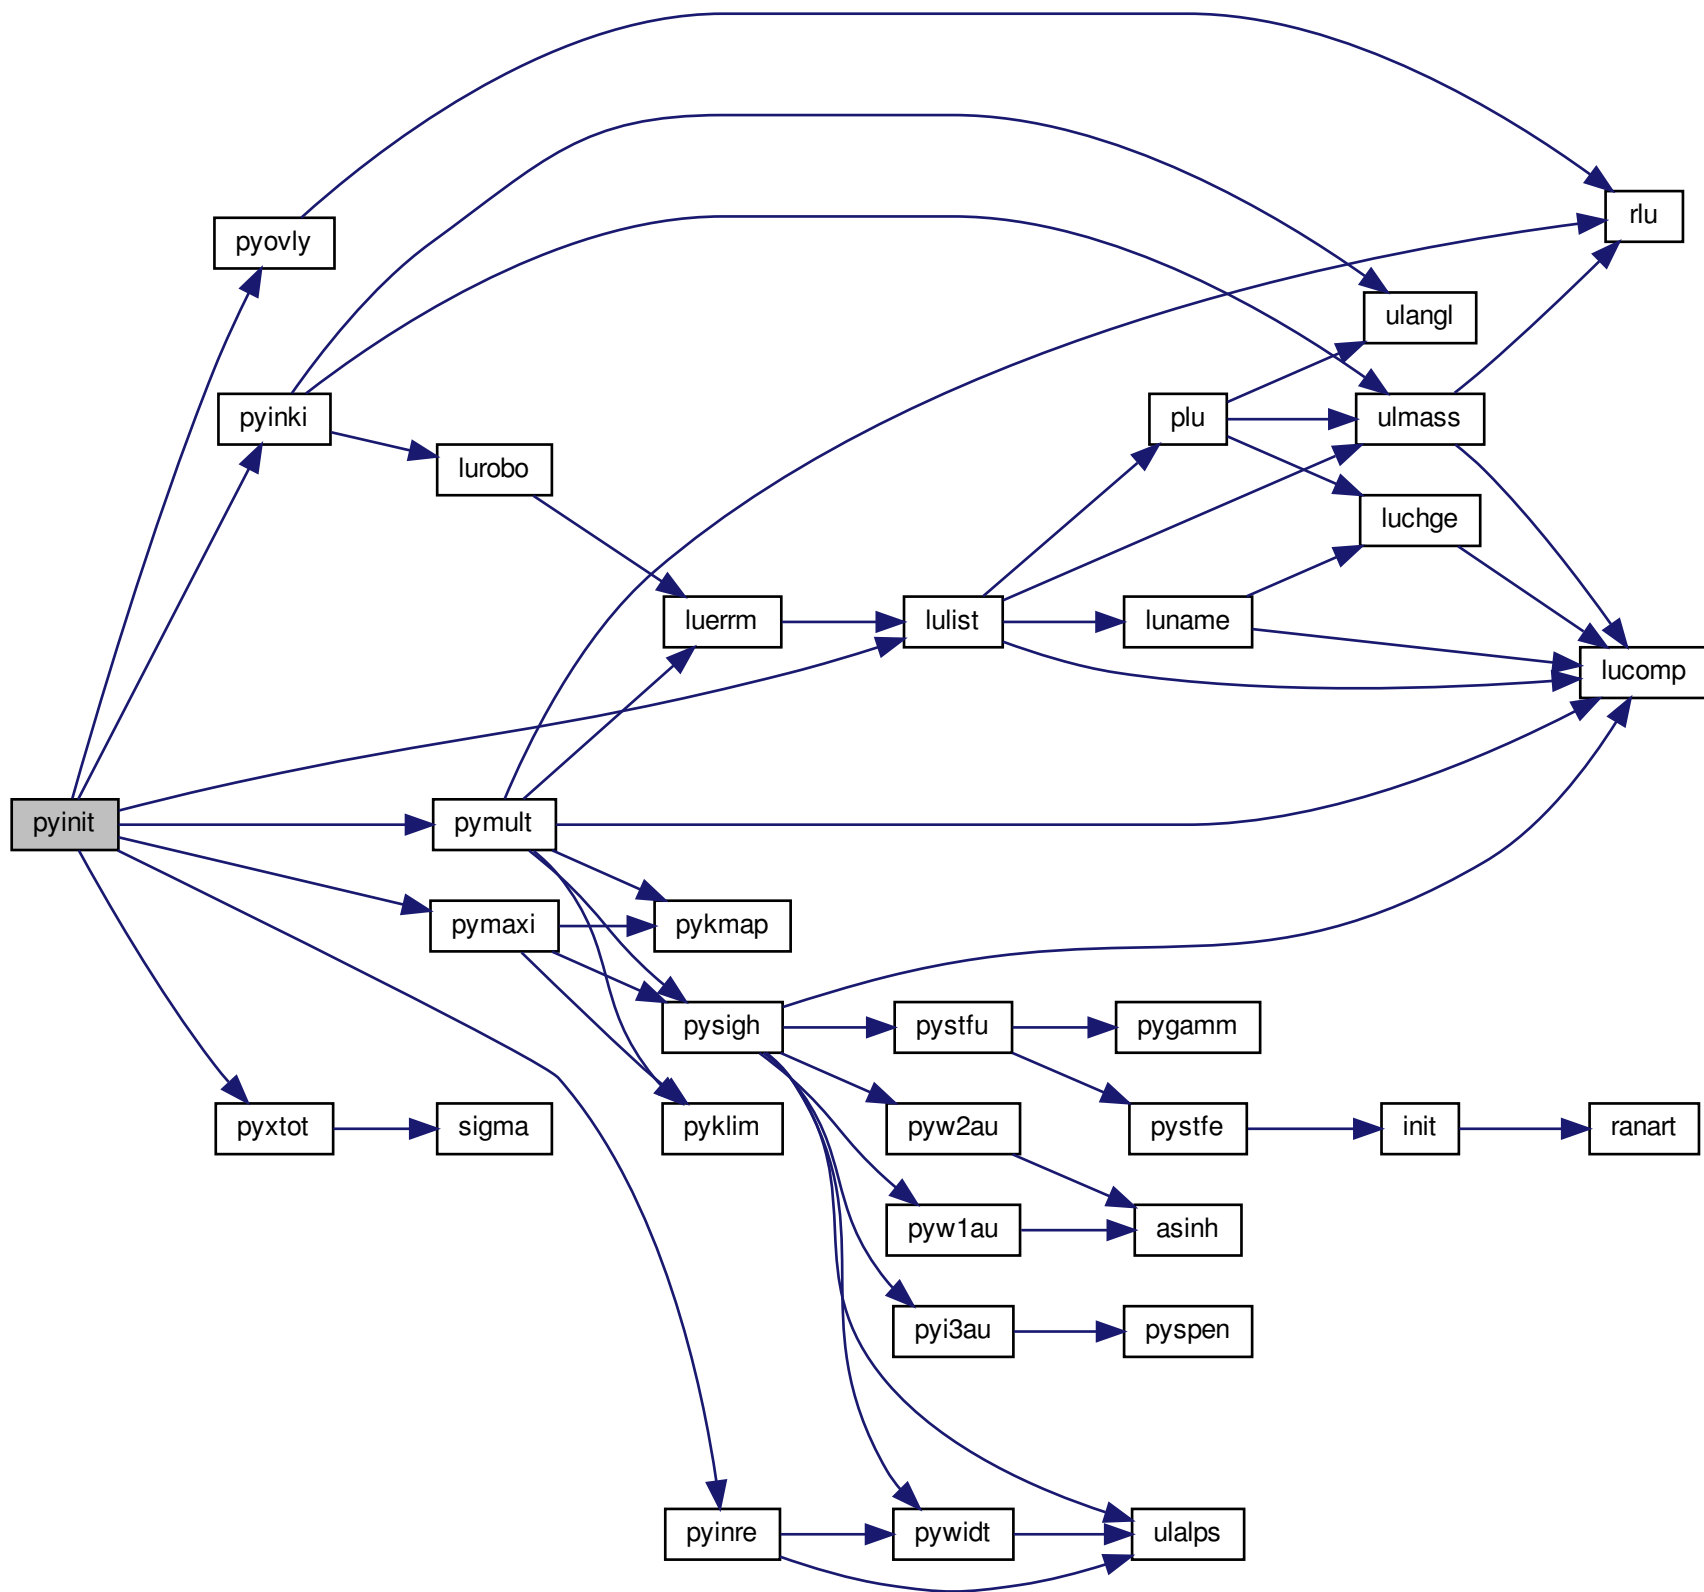 rlu
pyovly
ulangl
pyinki
plu
ulmass
lurobo
luchge
luerrm
lulist
luname
lucomp
pyinit
pymult
pymaxi
pykmap
pysigh
pystfu
pygamm
pyxtot
sigma
pyklim
pyw2au
pystfe
init
ranart
pyw1au
asinh
pyi3au
pyspen
pyinre
pywidt
ulalps